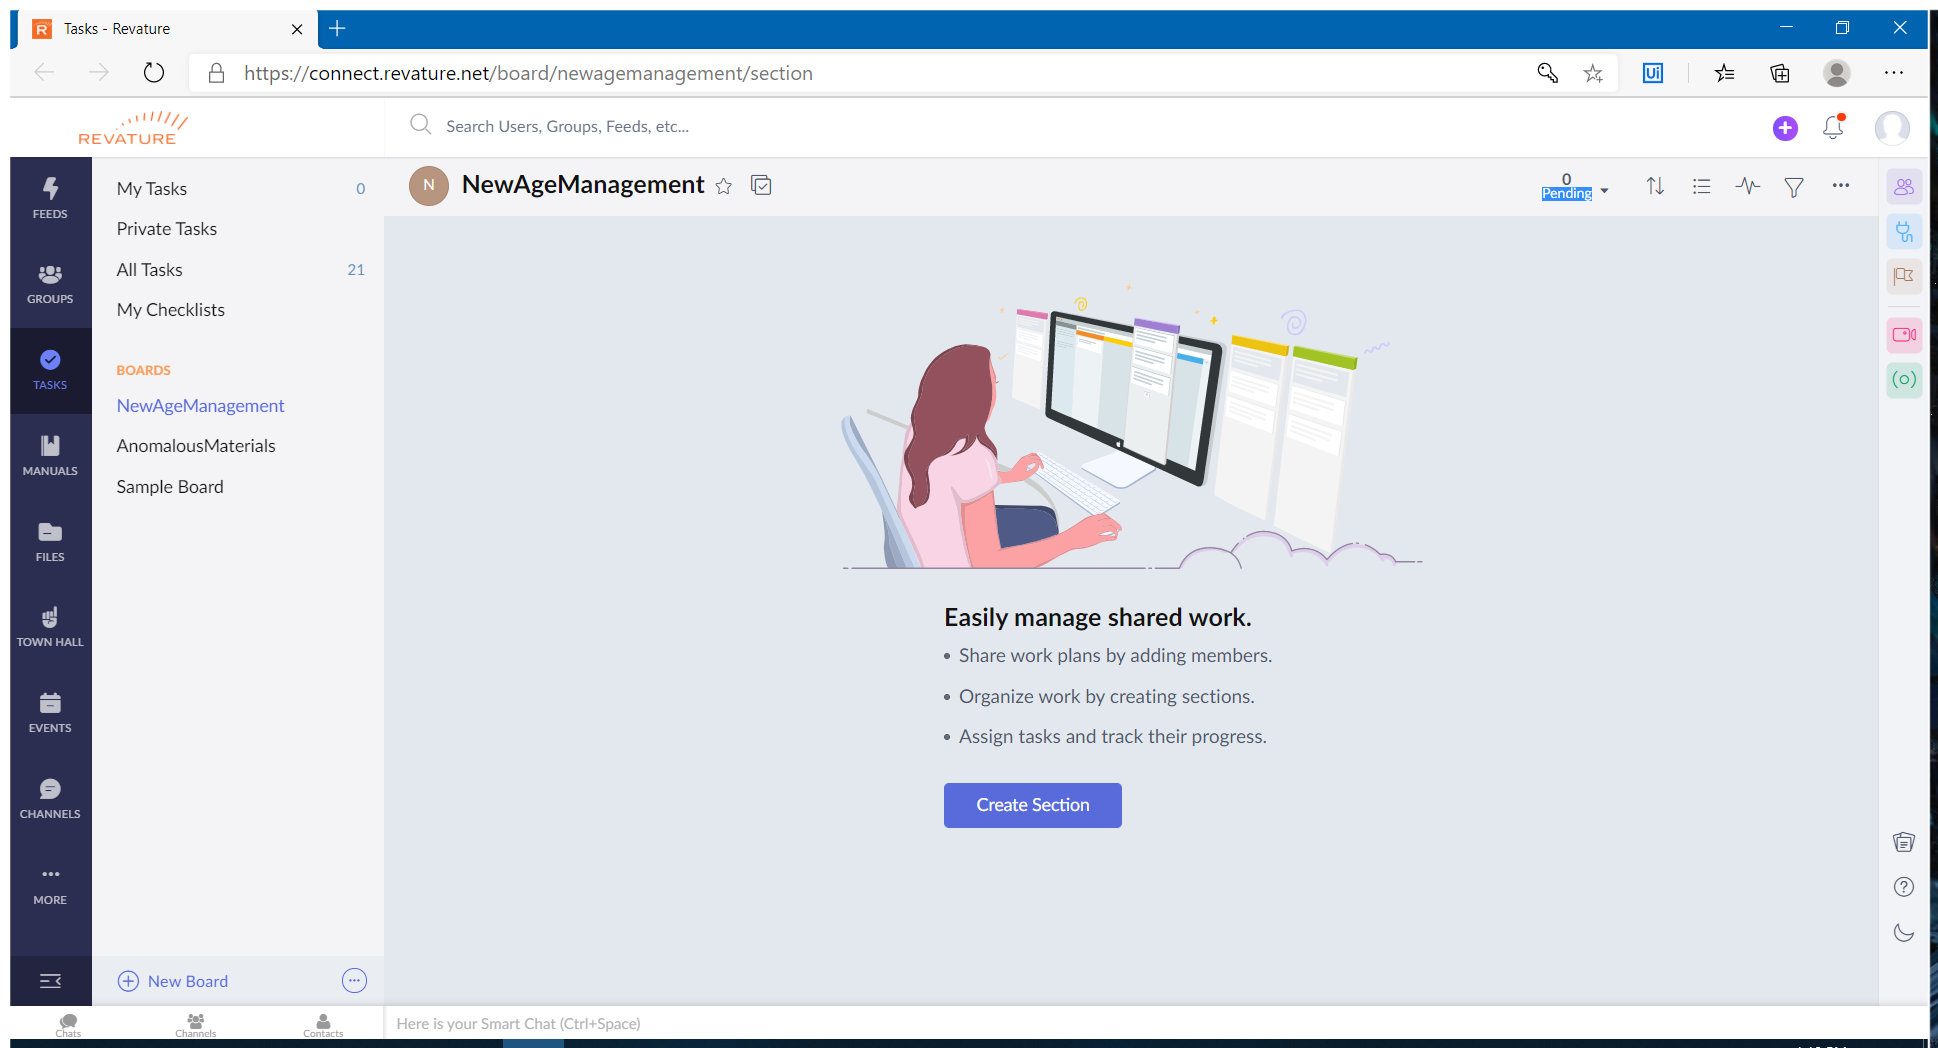 Tasks - Revature
https://connect.revature.net/board/newagemanagement/section
Ui
REVATURE
Search Users, Groups, Feeds, etc...
FEEDS
GROUPS
TASKS
MANUALS
FILES
TOWN HALL
EVENTS
CHANNELS
MORE
My Tasks 0
Private Tasks
All Tasks 21
My Checklists
BOARDS
NewAgeManagement
AnomalousMaterials
Sample Board
New Board
N NewAgeManagement
0
Pending
Easily manage shared work.
• Share work plans by adding members.
• Organize work by creating sections.
• Assign tasks and track their progress.
Create Section
Chats Channels Contacts
Here is your Smart Chat (Ctrl+Space)